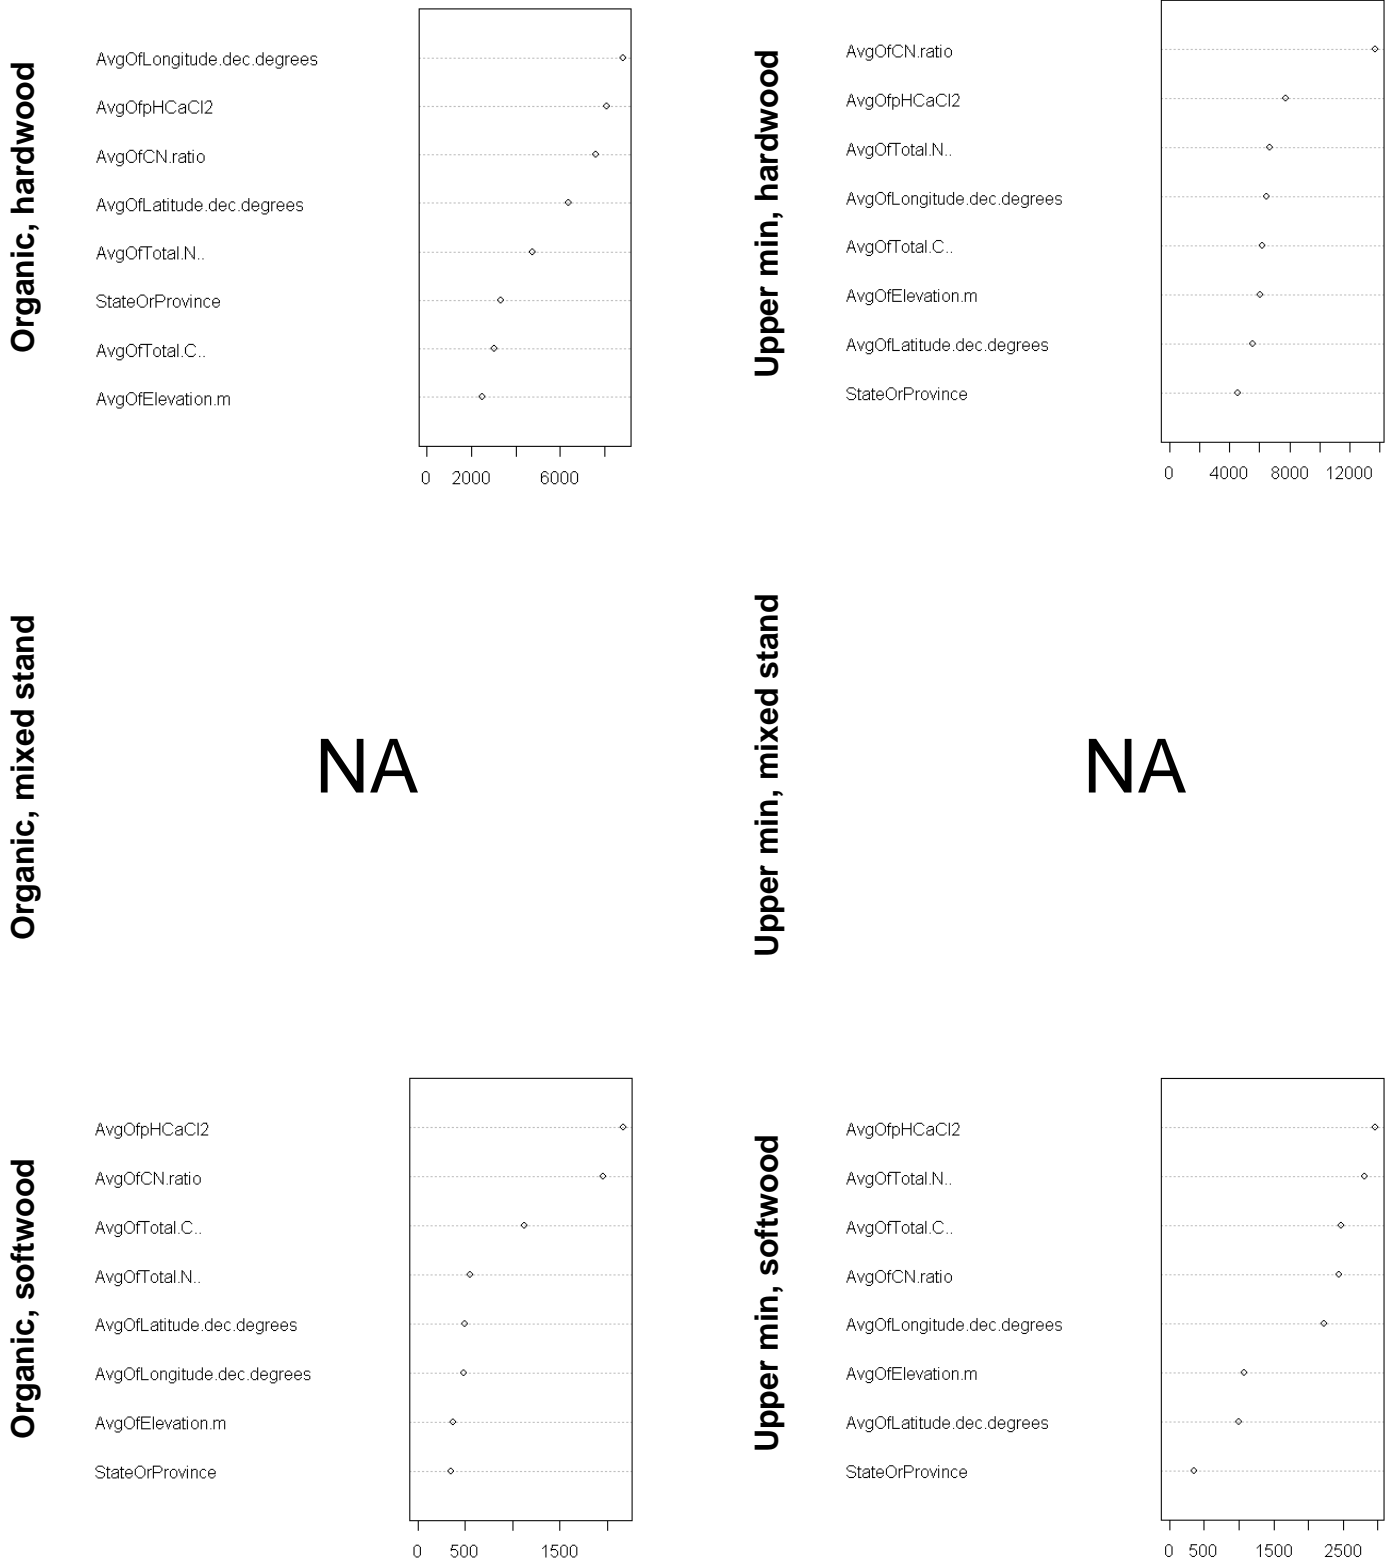 Organic, hardwood
AvgOfLongitude.dec.degrees
AvgOfpHCaCl2
AvgOfCN.ratio
AvgOfLatitude.dec.degrees
AvgOfTotal.N..
StateOrProvince
AvgOfTotal.C..
AvgOfElevation.m
0 2000 6000
Upper min, hardwood
AvgOfCN.ratio
AvgOfpHCaCl2
AvgOfTotal.N..
AvgOfLongitude.dec.degrees
AvgOfTotal.C..
AvgOfElevation.m
AvgOfLatitude.dec.degrees
StateOrProvince
0 4000 8000 12000
Organic, mixed stand
NA
Upper min, mixed stand
NA
Organic, softwood
AvgOfpHCaCl2
AvgOfCN.ratio
AvgOfTotal.C..
AvgOfTotal.N..
AvgOfLatitude.dec.degrees
AvgOfLongitude.dec.degrees
AvgOfElevation.m
StateOrProvince
0 500 1500
Upper min, softwood
AvgOfpHCaCl2
AvgOfTotal.N..
AvgOfTotal.C..
AvgOfCN.ratio
AvgOfLongitude.dec.degrees
AvgOfElevation.m
AvgOfLatitude.dec.degrees
StateOrProvince
0 500 1500 2500